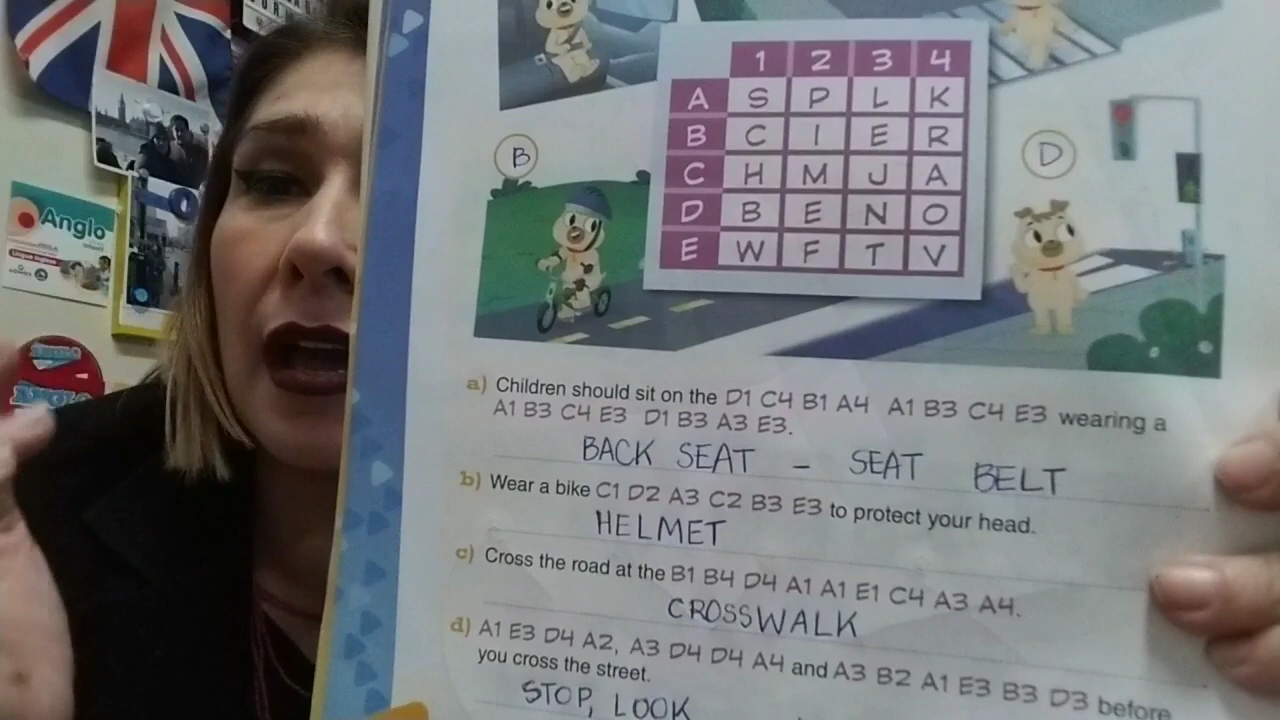 Anglo
Língua Inglesa
1 2 3 4
A S P L K
B C I E R
C H M J A
D B E N O
E W F T V
B
D
a) Children should sit on the D1 C4 B1 A4 A1 B3 C4 E3 wearing a
A1 B3 C4 E3 D1 B3 A3 E3.
BACK SEAT - SEAT BELT
b) Wear a bike C1 D2 A3 C2 B3 E3 to protect your head.
HELMET
c) Cross the road at the B1 B4 D4 A1 A1 E1 C4 A3 A4.
CROSSWALK
d) A1 E3 D4 A2, A3 D4 D4 A4 and A3 B2 A1 E3 B3 D3 before
you cross the street.
STOP, LOOK